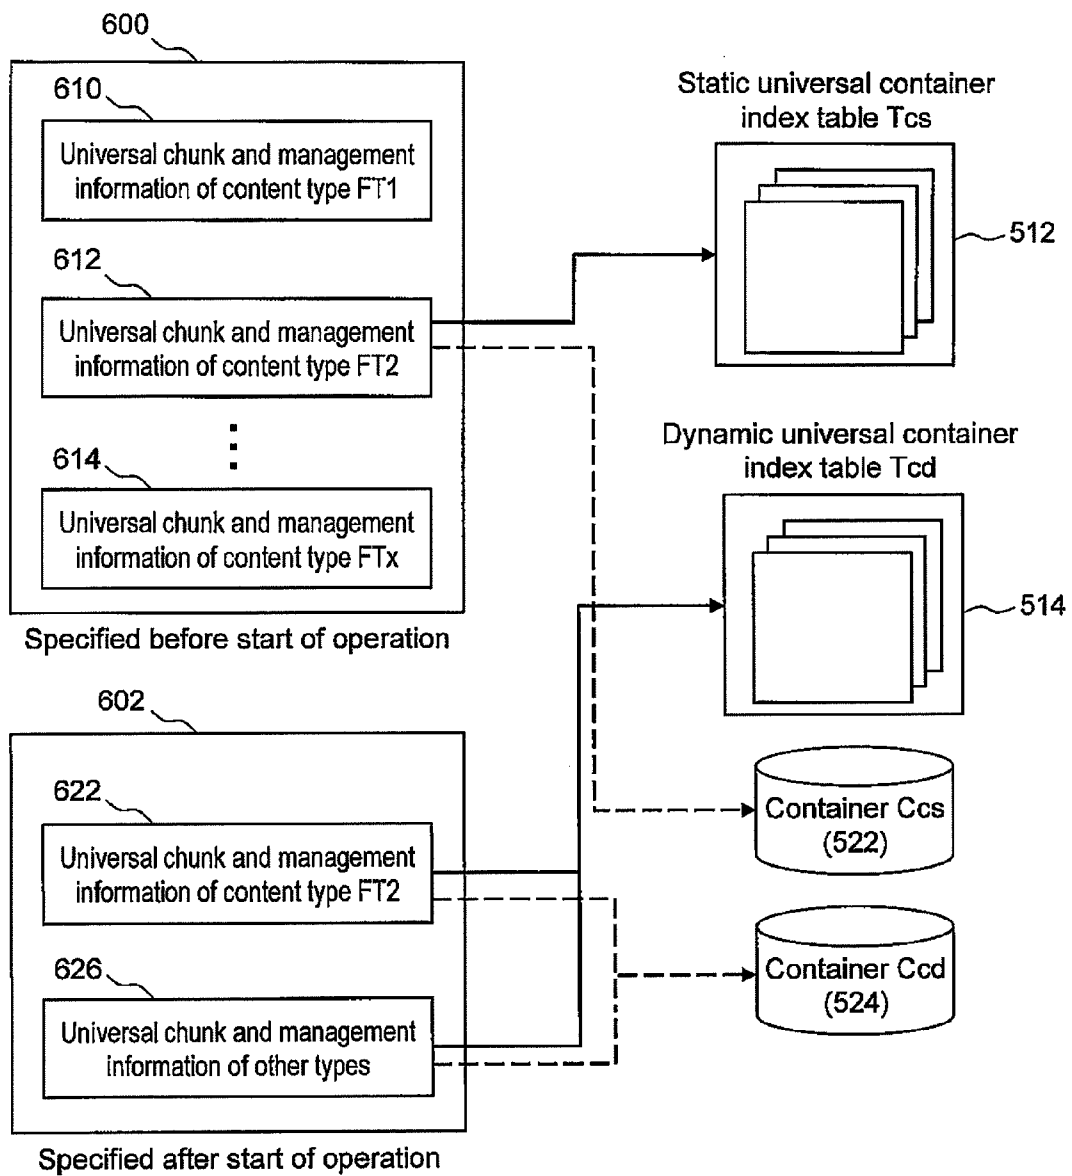 600
610
Universal chunk and management
information of content type FT1
612
Universal chunk and management
information of content type FT2
614
Universal chunk and management
information of content type FTx
Specified before start of operation
602
622
Universal chunk and management
information of content type FT2
626
Universal chunk and management
information of other types
Specified after start of operation
Static universal container
index table Tcs
512
Dynamic universal container
index table Tcd
514
Container Ccs
(522)
Container Ccd
(524)